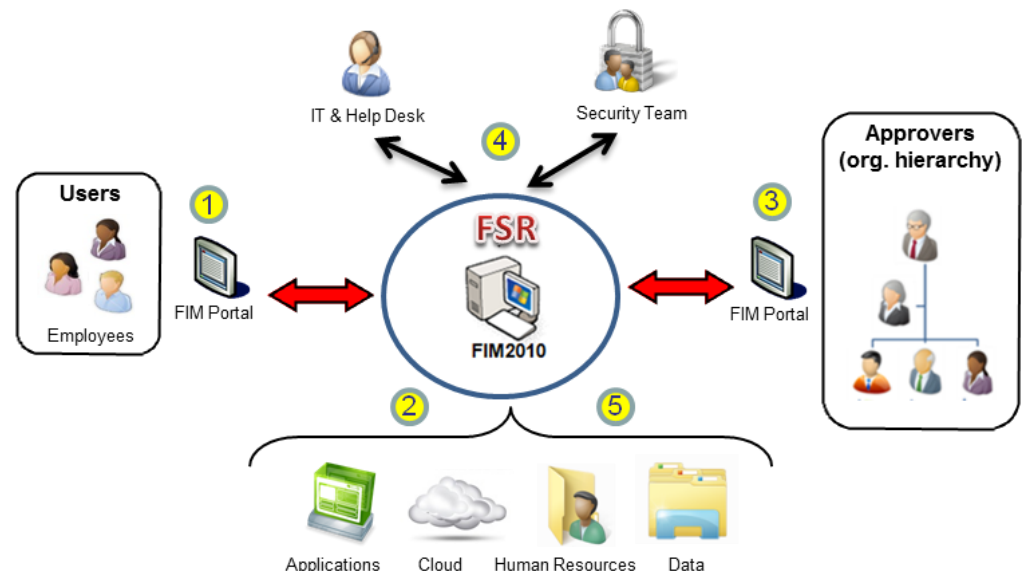 IT & Help Desk
Security Team
4
Approvers
(org. hierarchy)
Users
1
3
FSR
FIM Portal
FIM Portal
Employees
FIM2010
2
5
Applications
Cloud
Human Resources
Data